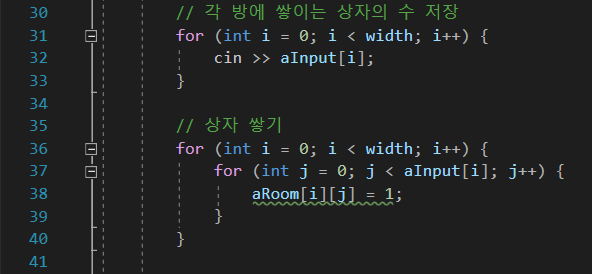 30 // 각 방에 쌓이는 상자의 수 저장
31 for (int i = 0; i < width; i++) {
32 cin >> aInput[i];
33 }
34
35 // 상자 쌓기
36 for (int i = 0; i < width; i++) {
37 for (int j = 0; j < aInput[i]; j++) {
38 aRoom[i][j] = 1;
39 }
40 }
41